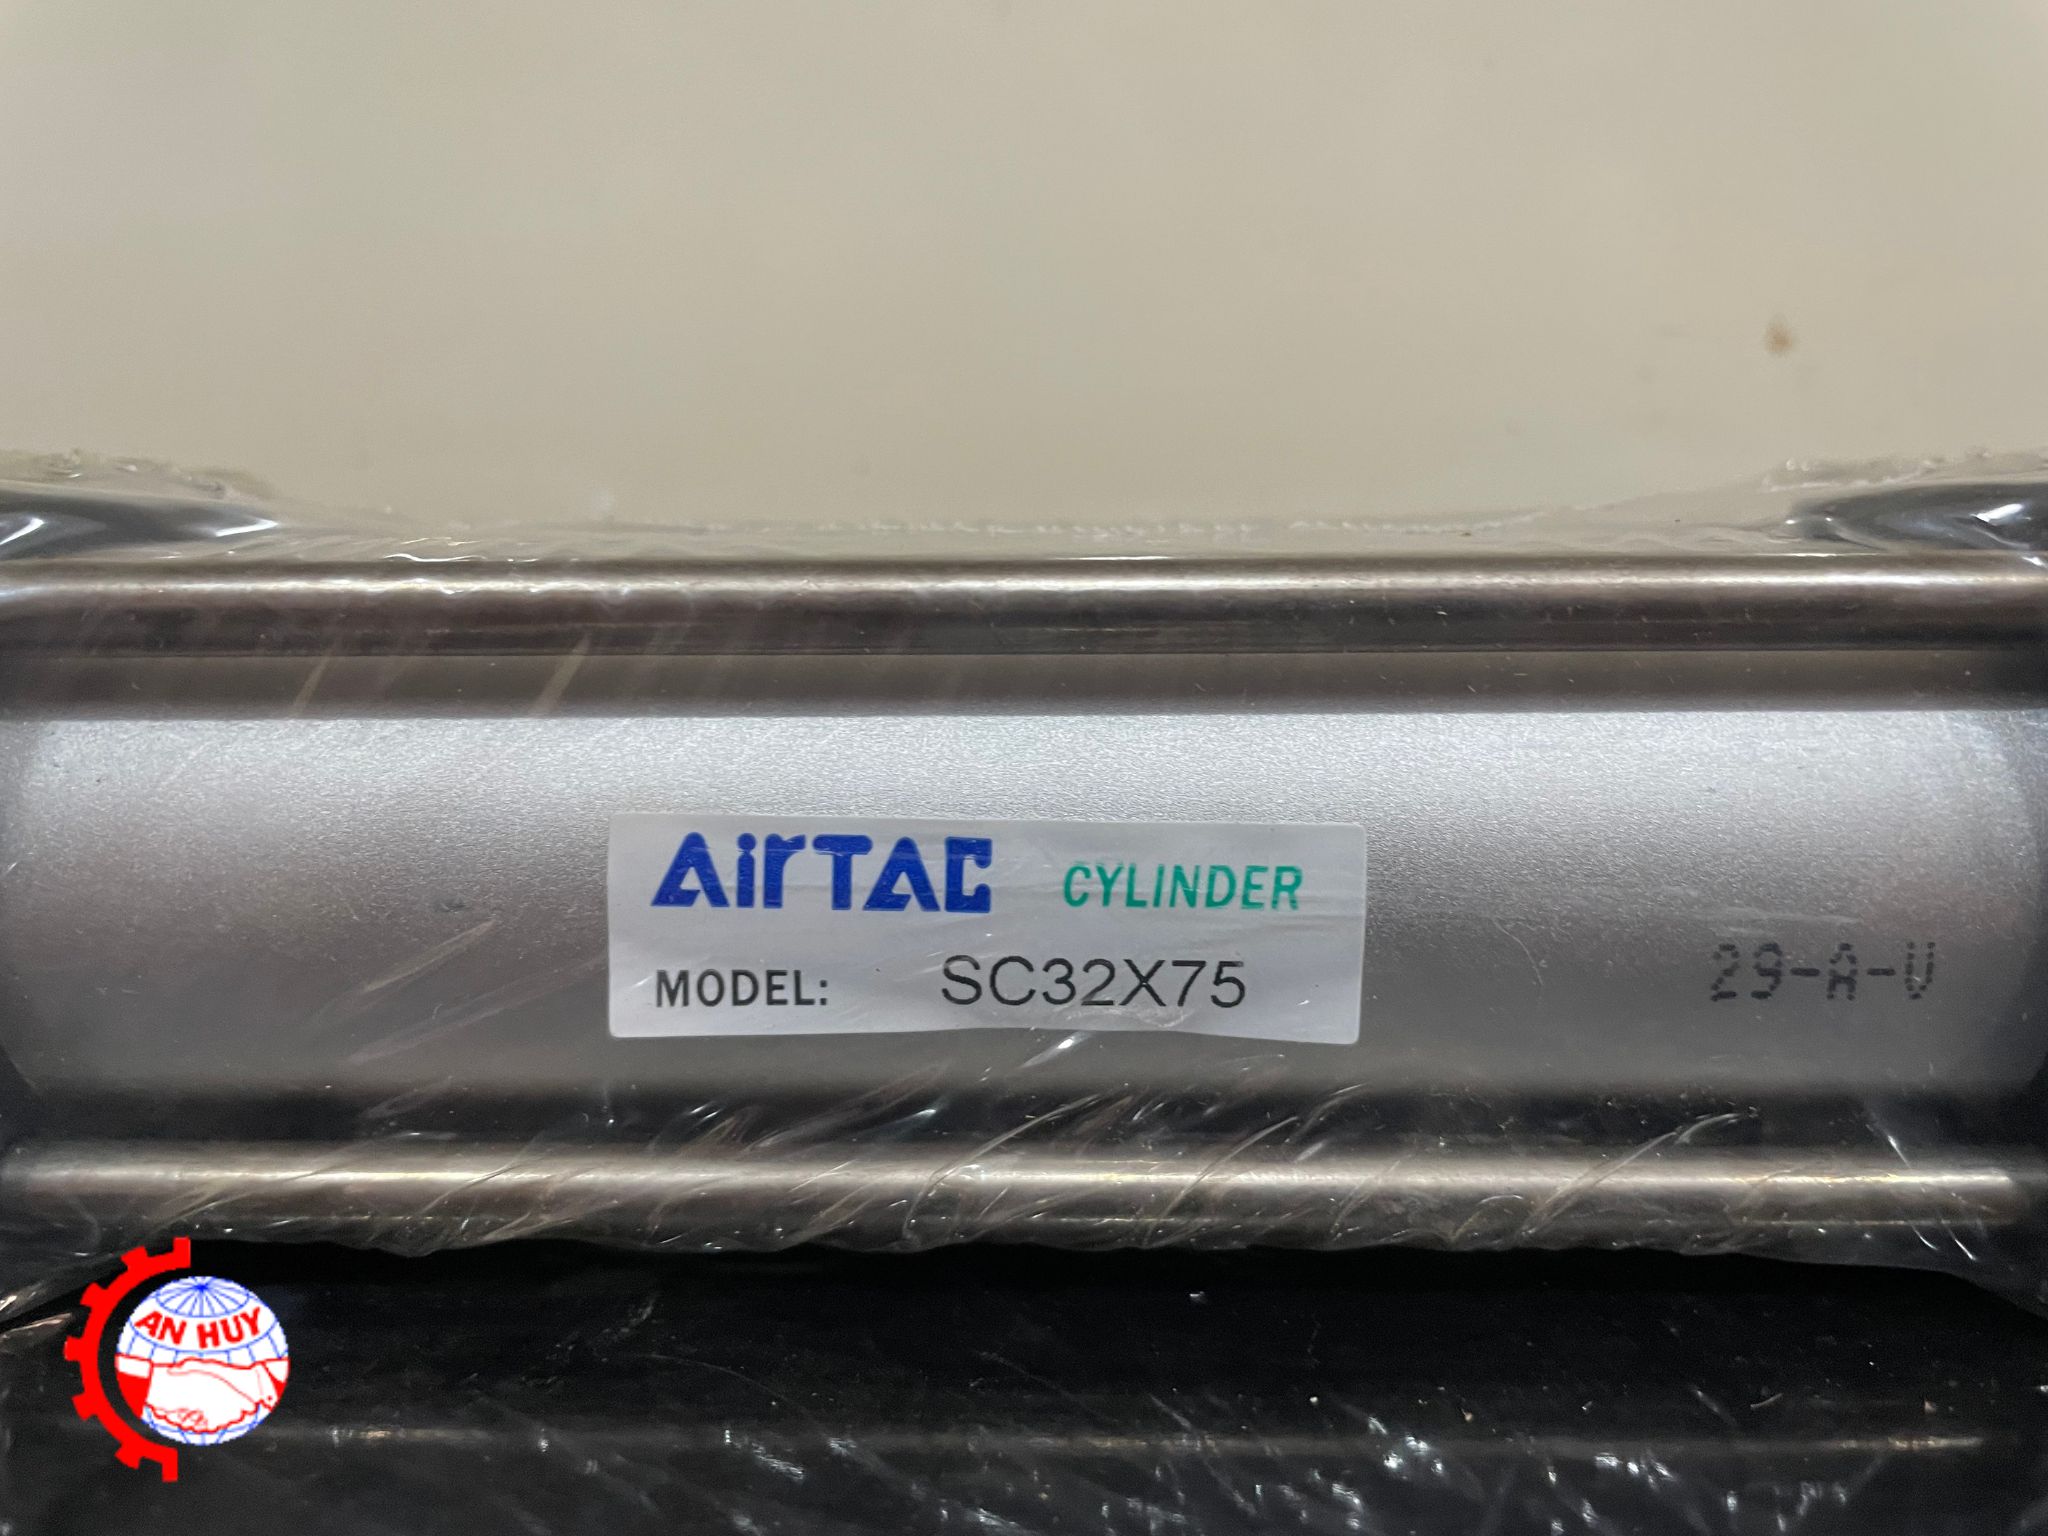 AirTAC CYLINDER
MODEL: SC32X75
29-A-V
AN HUY